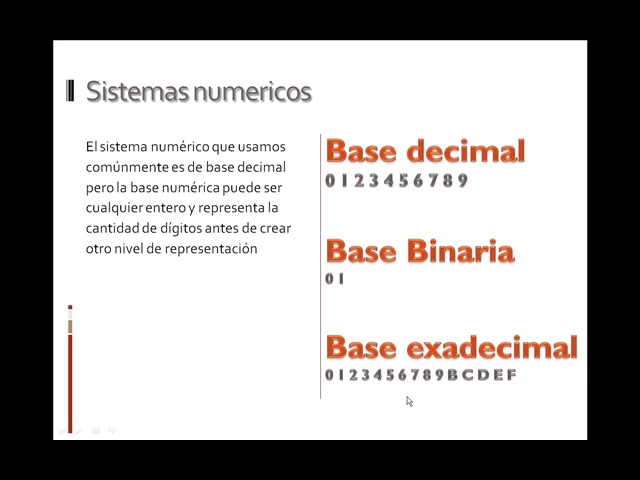 Sistemas numericos
El sistema numérico que usamos
comúnmente es de base decimal
pero la base numérica puede ser
cualquier entero y representa la
cantidad de dígitos antes de crear
otro nivel de representación
Base decimal
0 1 2 3 4 5 6 7 8 9
Base Binaria
0 1
Base exadecimal
0 1 2 3 4 5 6 7 8 9 B C D E F